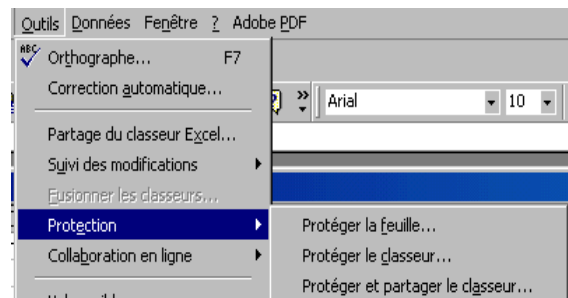 Outils Données Fenêtre ? Adobe PDF
ABC Orthographe... F7
Correction automatique...
Arial 10
Partage du classeur Excel...
Suivi des modifications
Fusionner les classeurs...
Protection
Protéger la feuille...
Collaboration en ligne
Protéger le classeur...
Protéger et partager le classeur...